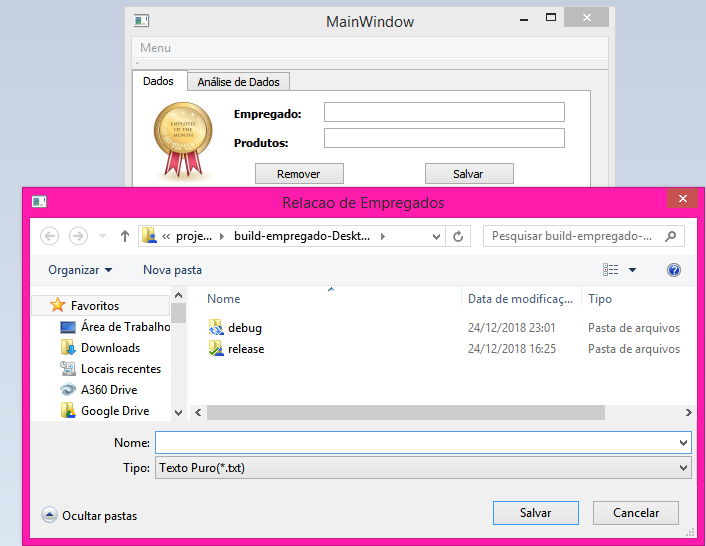 MainWindow
Menu
Dados Análise de Dados
EMPLOYEE
OF THE
MONTH
Empregado:
Produtos:
Remover Salvar
Relacao de Empregados
« proje... build-empregado-Deskt... Pesquisar build-empregado-...
Organizar Nova pasta
Favoritos
Área de Trabalho
Downloads
Locais recentes
A360 Drive
Google Drive
Nome Data de modificaç... Tipo
debug 24/12/2018 23:01 Pasta de arquivos
release 24/12/2018 16:25 Pasta de arquivos
Nome:
Tipo: Texto Puro(*.txt)
Ocultar pastas Salvar Cancelar